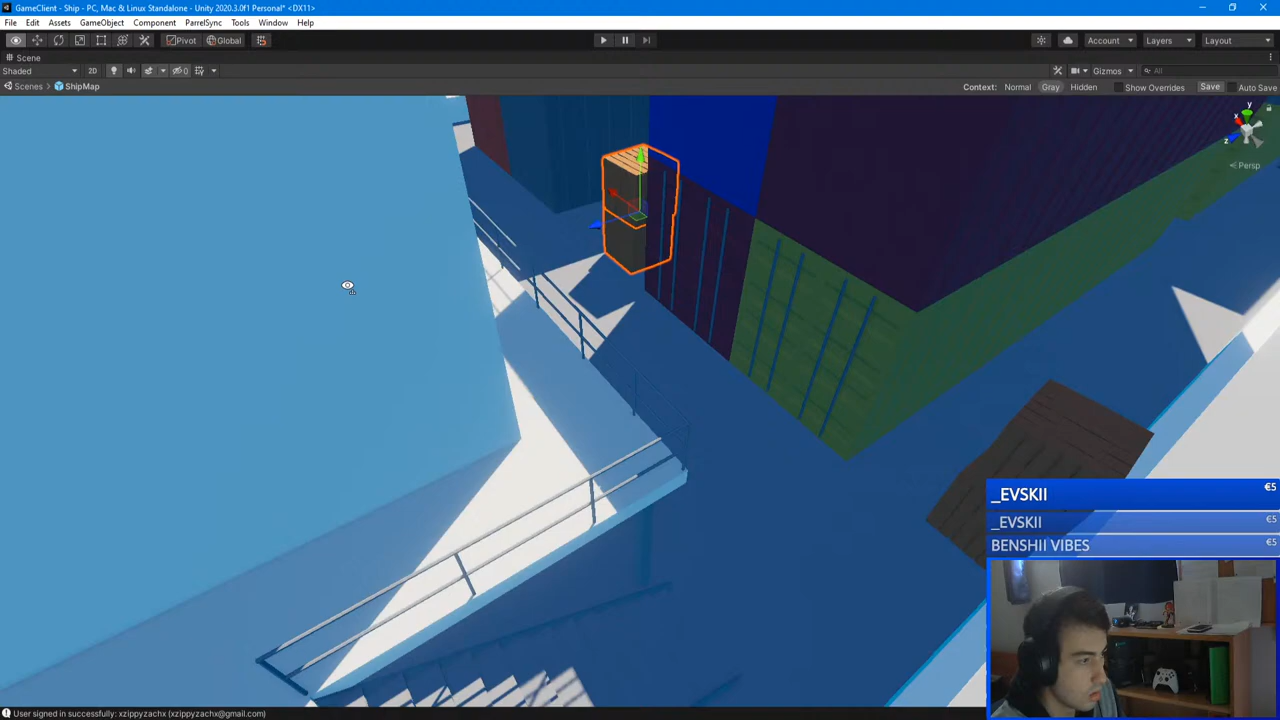 GameClient - Ship - PC, Mac & Linux Standalone - Unity 2020.3.0f1 Personal* <DX11>
File Edit Assets GameObject Component ParrelSync Tools Window Help
Pivot Global Account Layers Layout
Scene
Shaded 2D 0 Gizmos All
Scenes ShipMap Context: Normal Gray Hidden Show Overrides Save Auto Save
y
x
z
Persp
_EVSKII €5
_EVSKII €5
BENSHII VIBES €5
User signed in successfully: xzippyzachx (xzippyzachx@gmail.com)